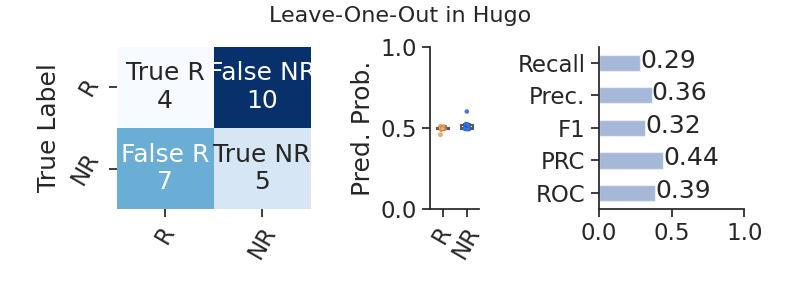 Leave-One-Out in Hugo
True Label
R
NR
True R
4
False NR
10
False R
7
True NR
5
R
NR
Pred. Prob.
1.0
0.5
0.0
R
NR
Recall
Prec.
F1
PRC
ROC
0.29
0.36
0.32
0.44
0.39
0.0
0.5
1.0